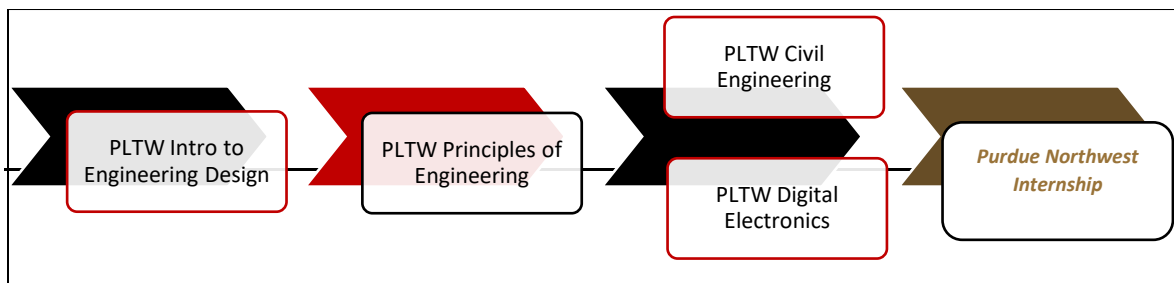 PLTW Intro to
Engineering Design
PLTW Principles of
Engineering
PLTW Civil
Engineering
PLTW Digital
Electronics
Purdue Northwest
Internship